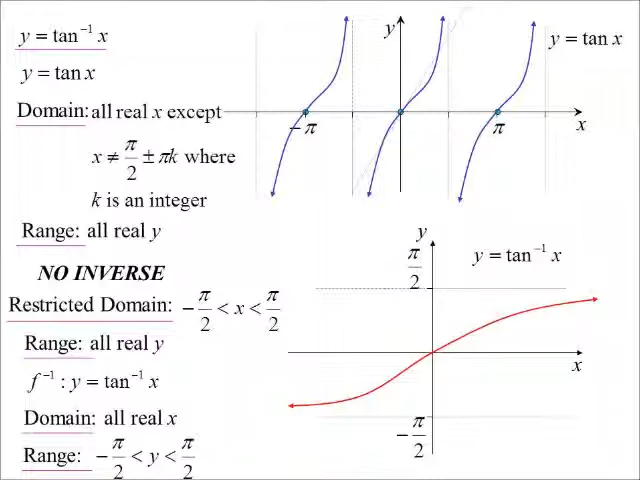 y = tan⁻¹ x
y = tan x
Domain: all real x except
x ≠ π/2 ± πk where
k is an integer
Range: all real y
NO INVERSE
Restricted Domain: −π/2 < x < π/2
Range: all real y
f⁻¹ : y = tan⁻¹ x
Domain: all real x
Range: −π/2 < y < π/2
y
y = tan x
−π
π
x
y
π/2
y = tan⁻¹ x
x
−π/2